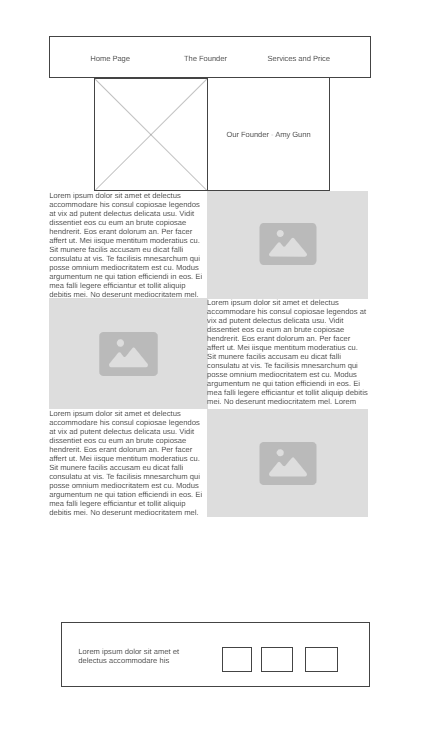 Home Page
The Founder
Services and Price
Our Founder Amy Gunn
Lorem ipsum dolor sit amet et delectus
accommodare his consul copiosae legendos
at vix ad putent delectus delicata usu. Vidit
dissentiet eos cu eum an brute copiosae
hendrerit. Eos erant dolorum an. Per facer
affert ut. Mei iisque mentitum moderatius cu.
Sit munere facilis accusam eu dicat falli
consulatu at vis. Te facilisis mnesarchum qui
posse omnium mediocritatem est cu. Modus
argumentum ne qui tation efficiendi in eos. Ei
mea falli legere efficiantur et tollit aliquip
debitis mei. No deserunt mediocritatem mel.
Lorem ipsum dolor sit amet et delectus
accommodare his consul copiosae legendos at
vix ad putent delectus delicata usu. Vidit
dissentiet eos cu eum an brute copiosae
hendrerit. Eos erant dolorum an. Per facer
affert ut. Mei iisque mentitum moderatius cu.
Sit munere facilis accusam eu dicat falli
consulatu at vis. Te facilisis mnesarchum qui
posse omnium mediocritatem est cu. Modus
argumentum ne qui tation efficiendi in eos. Ei
mea falli legere efficiantur et tollit aliquip debitis
mei. No deserunt mediocritatem mel. Lorem
Lorem ipsum dolor sit amet et delectus
accommodare his consul copiosae legendos
at vix ad putent delectus delicata usu. Vidit
dissentiet eos cu eum an brute copiosae
hendrerit. Eos erant dolorum an. Per facer
affert ut. Mei iisque mentitum moderatius cu.
Sit munere facilis accusam eu dicat falli
consulatu at vis. Te facilisis mnesarchum qui
posse omnium mediocritatem est cu. Modus
argumentum ne qui tation efficiendi in eos. Ei
mea falli legere efficiantur et tollit aliquip
debitis mei. No deserunt mediocritatem mel.
Lorem ipsum dolor sit amet et
delectus accommodare his